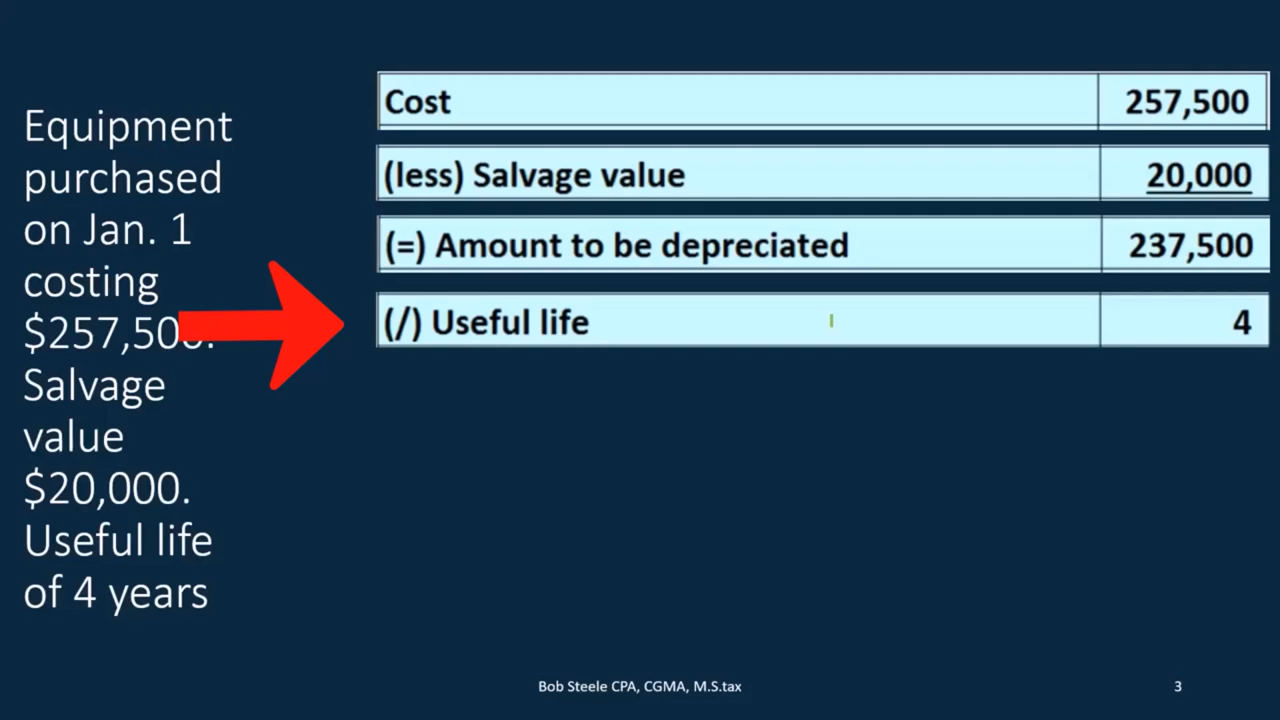 Equipment
purchased
on Jan. 1
costing
$257,500.
Salvage
value
$20,000.
Useful life
of 4 years
Cost 257,500
(less) Salvage value 20,000
(=) Amount to be depreciated 237,500
(/) Useful life 4
Bob Steele CPA, CGMA, M.S.tax
3